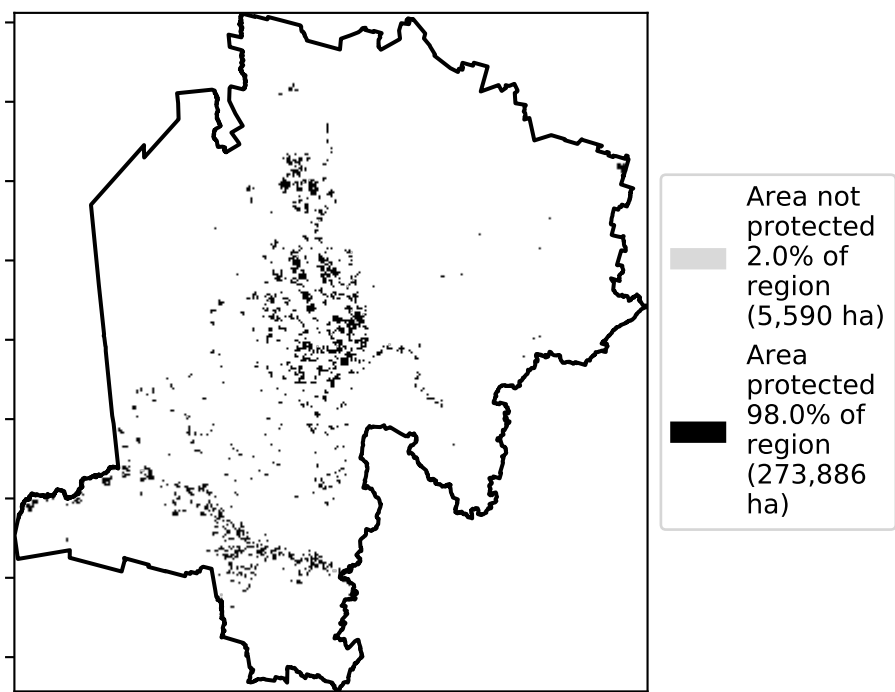 Area not
protected
2.0% of
region
(5,590 ha)
Area
protected
98.0% of
region
(273,886
ha)